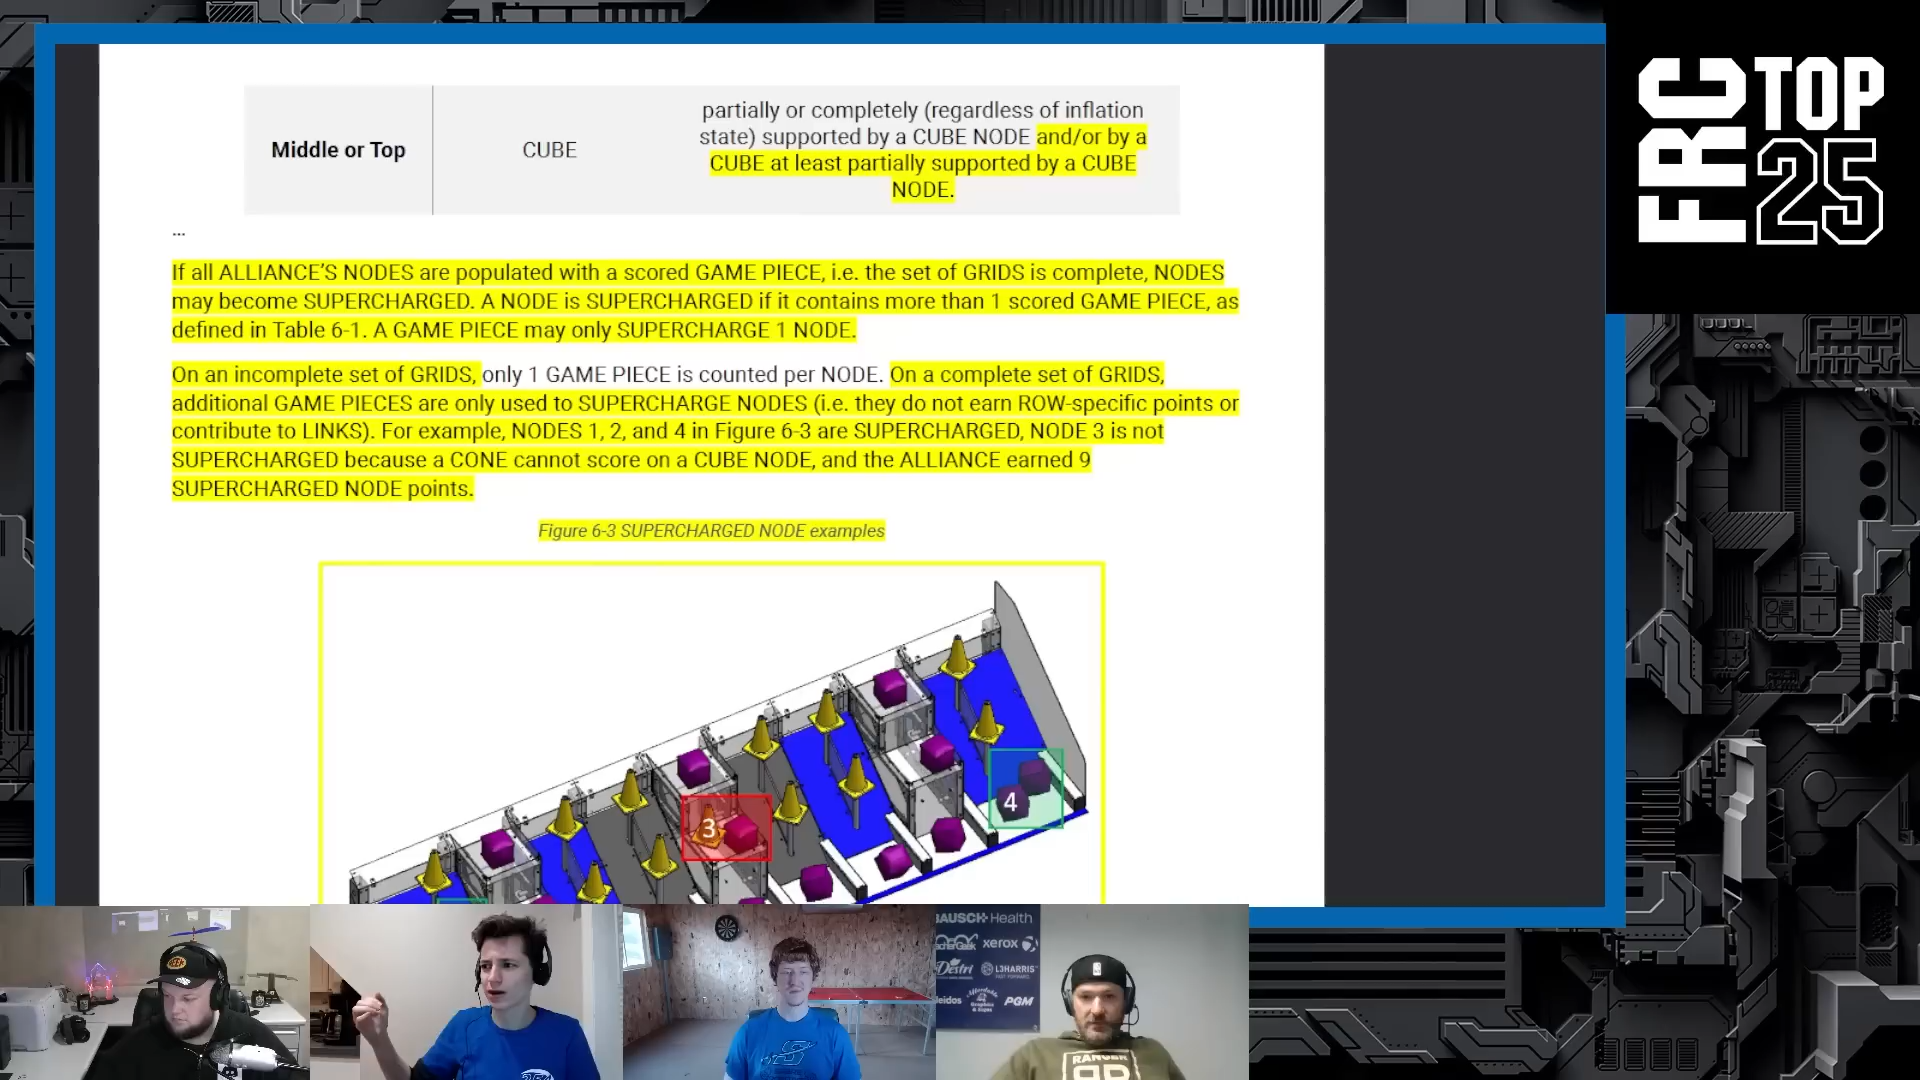 Middle or Top
CUBE
partially or completely (regardless of inflation
state) supported by a CUBE NODE and/or by a
CUBE at least partially supported by a CUBE
NODE.
...
If all ALLIANCE’S NODES are populated with a scored GAME PIECE, i.e. the set of GRIDS is complete, NODES
may become SUPERCHARGED. A NODE is SUPERCHARGED if it contains more than 1 scored GAME PIECE, as
defined in Table 6-1. A GAME PIECE may only SUPERCHARGE 1 NODE.
On an incomplete set of GRIDS, only 1 GAME PIECE is counted per NODE. On a complete set of GRIDS,
additional GAME PIECES are only used to SUPERCHARGE NODES (i.e. they do not earn ROW-specific points or
contribute to LINKS). For example, NODES 1, 2, and 4 in Figure 6-3 are SUPERCHARGED, NODE 3 is not
SUPERCHARGED because a CONE cannot score on a CUBE NODE, and the ALLIANCE earned 9
SUPERCHARGED NODE points.
Figure 6-3 SUPERCHARGED NODE examples
3
4
FRC
TOP
25
BAUSCH+ Health
xerox
Destri
L3HARRIS
PGM
RANGER